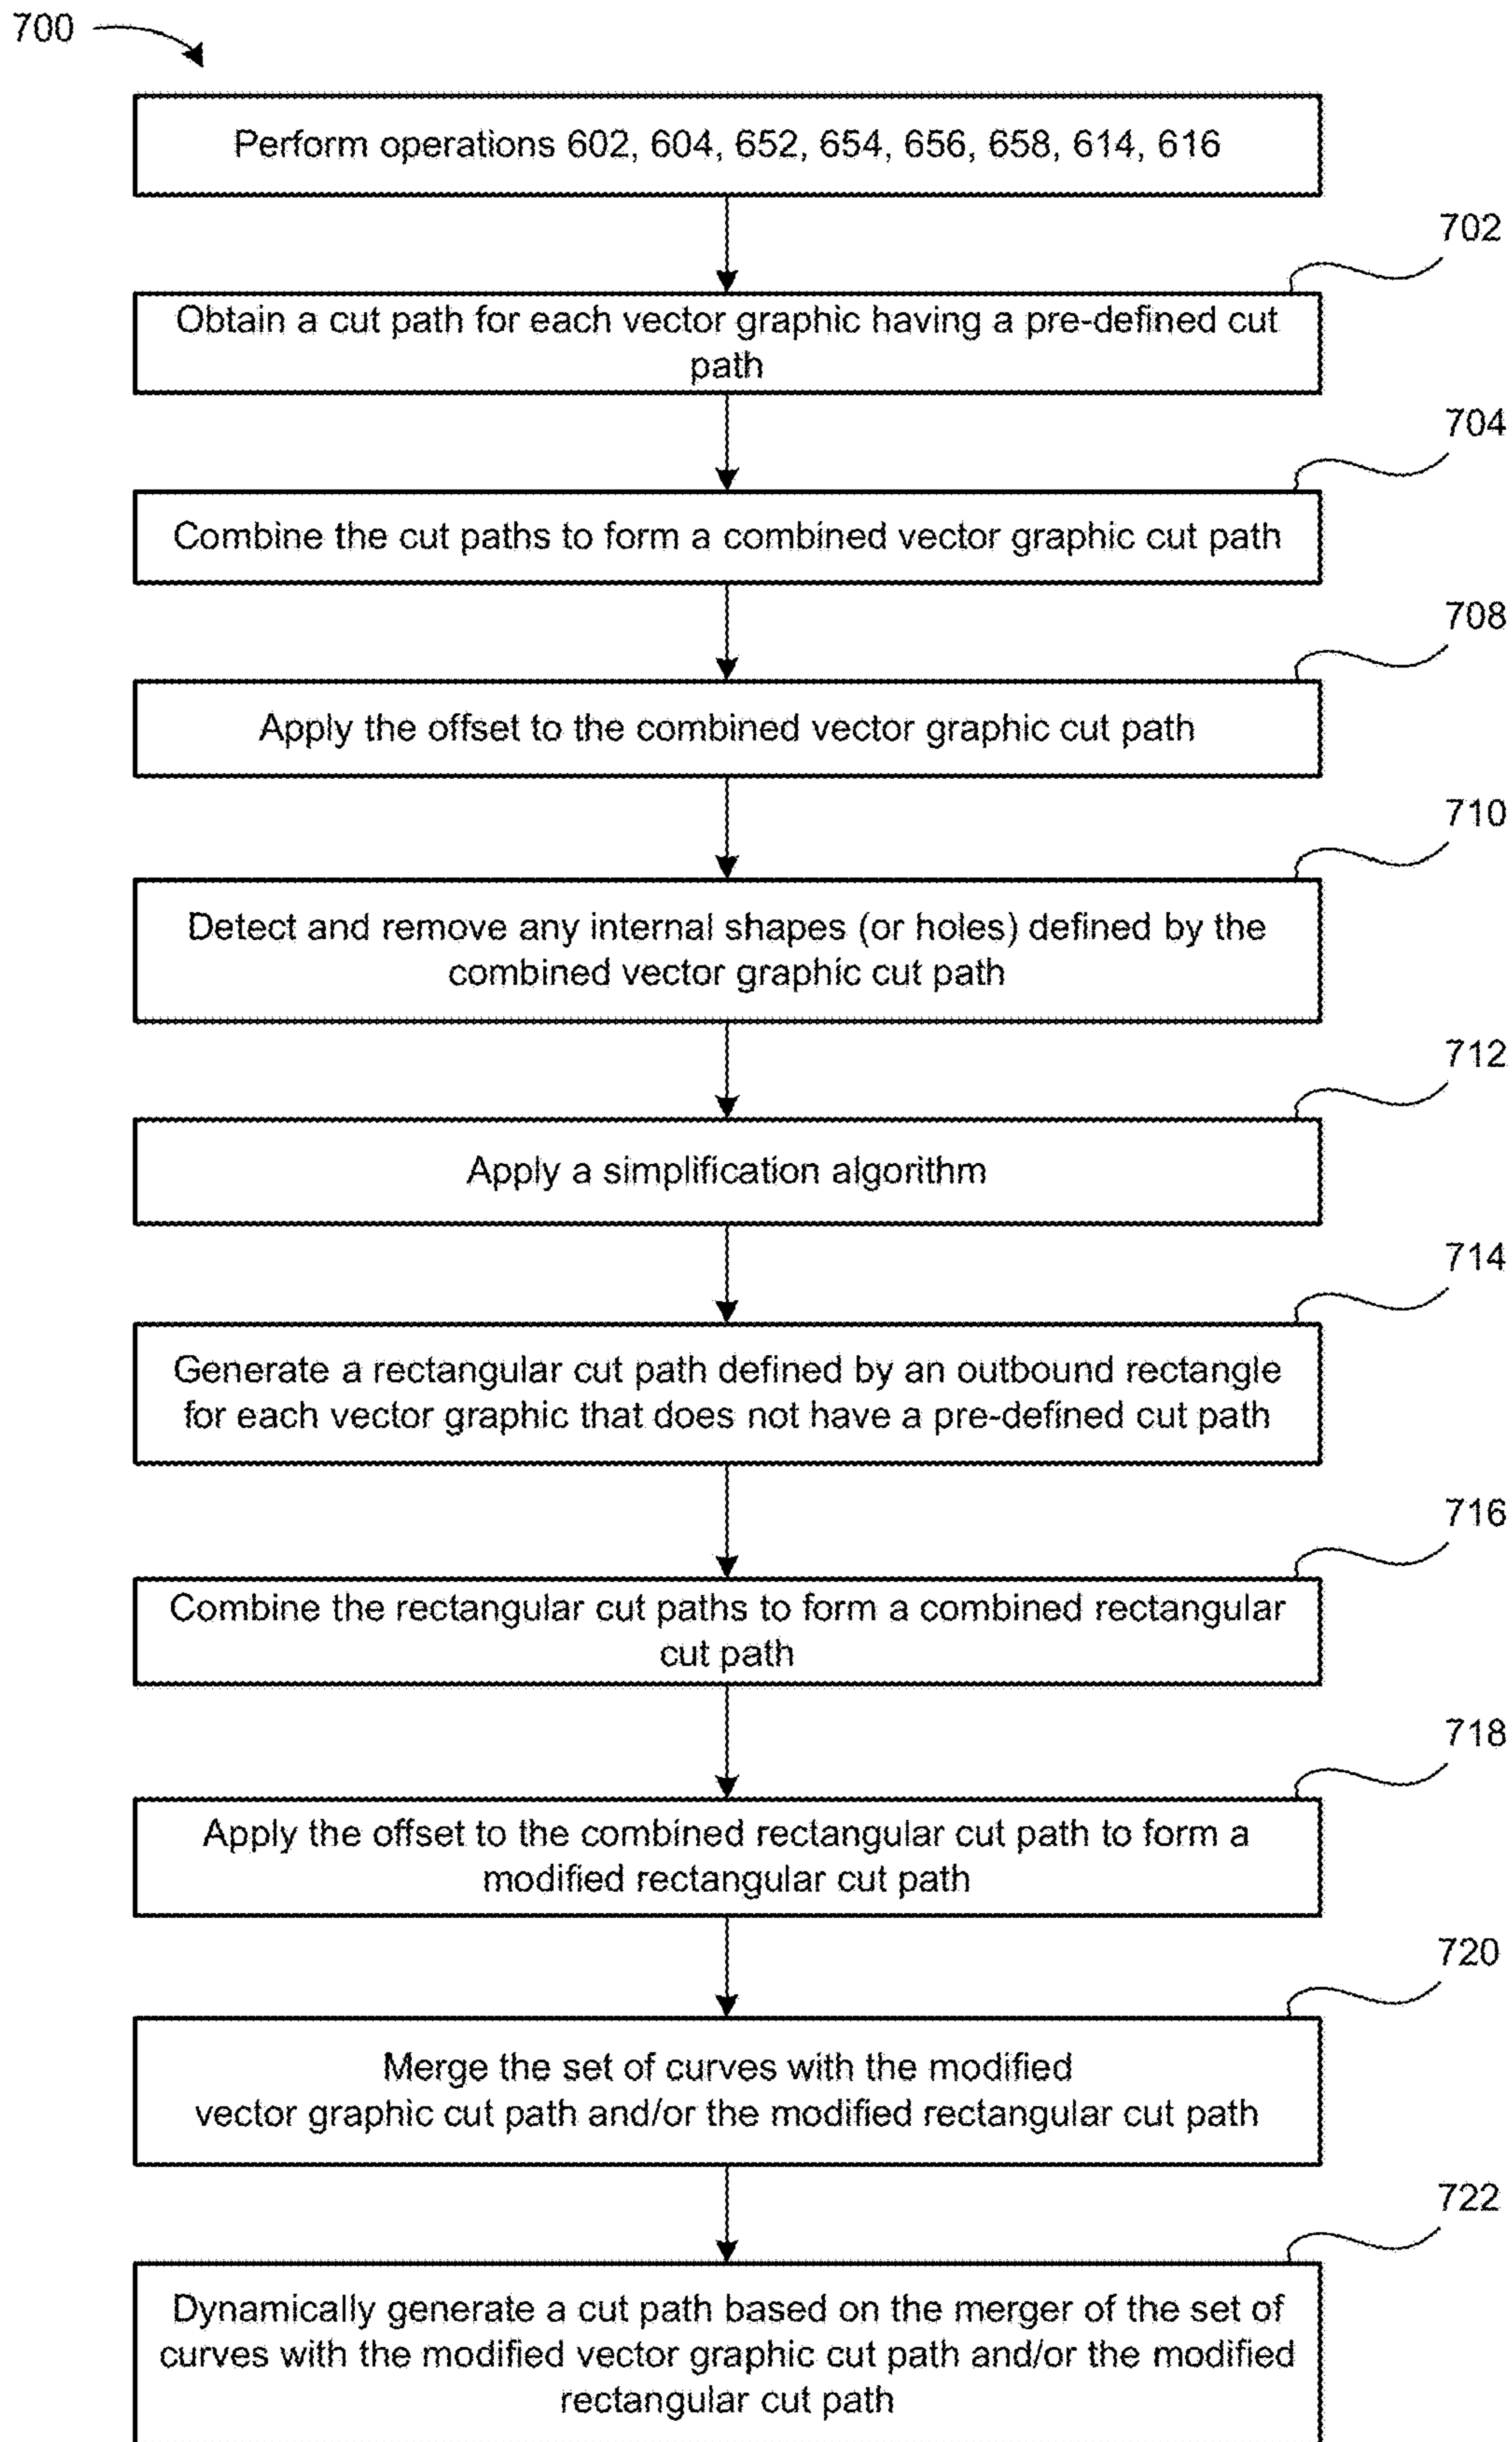 700
Perform operations 602, 604, 652, 654, 656, 658, 614, 616
702
Obtain a cut path for each vector graphic having a pre-defined cut
path
704
Combine the cut paths to form a combined vector graphic cut path
708
Apply the offset to the combined vector graphic cut path
710
Detect and remove any internal shapes (or holes) defined by the
combined vector graphic cut path
712
Apply a simplification algorithm
714
Generate a rectangular cut path defined by an outbound rectangle
for each vector graphic that does not have a pre-defined cut path
716
Combine the rectangular cut paths to form a combined rectangular
cut path
718
Apply the offset to the combined rectangular cut path to form a
modified rectangular cut path
720
Merge the set of curves with the modified
vector graphic cut path and/or the modified rectangular cut path
722
Dynamically generate a cut path based on the merger of the set of
curves with the modified vector graphic cut path and/or the modified
rectangular cut path